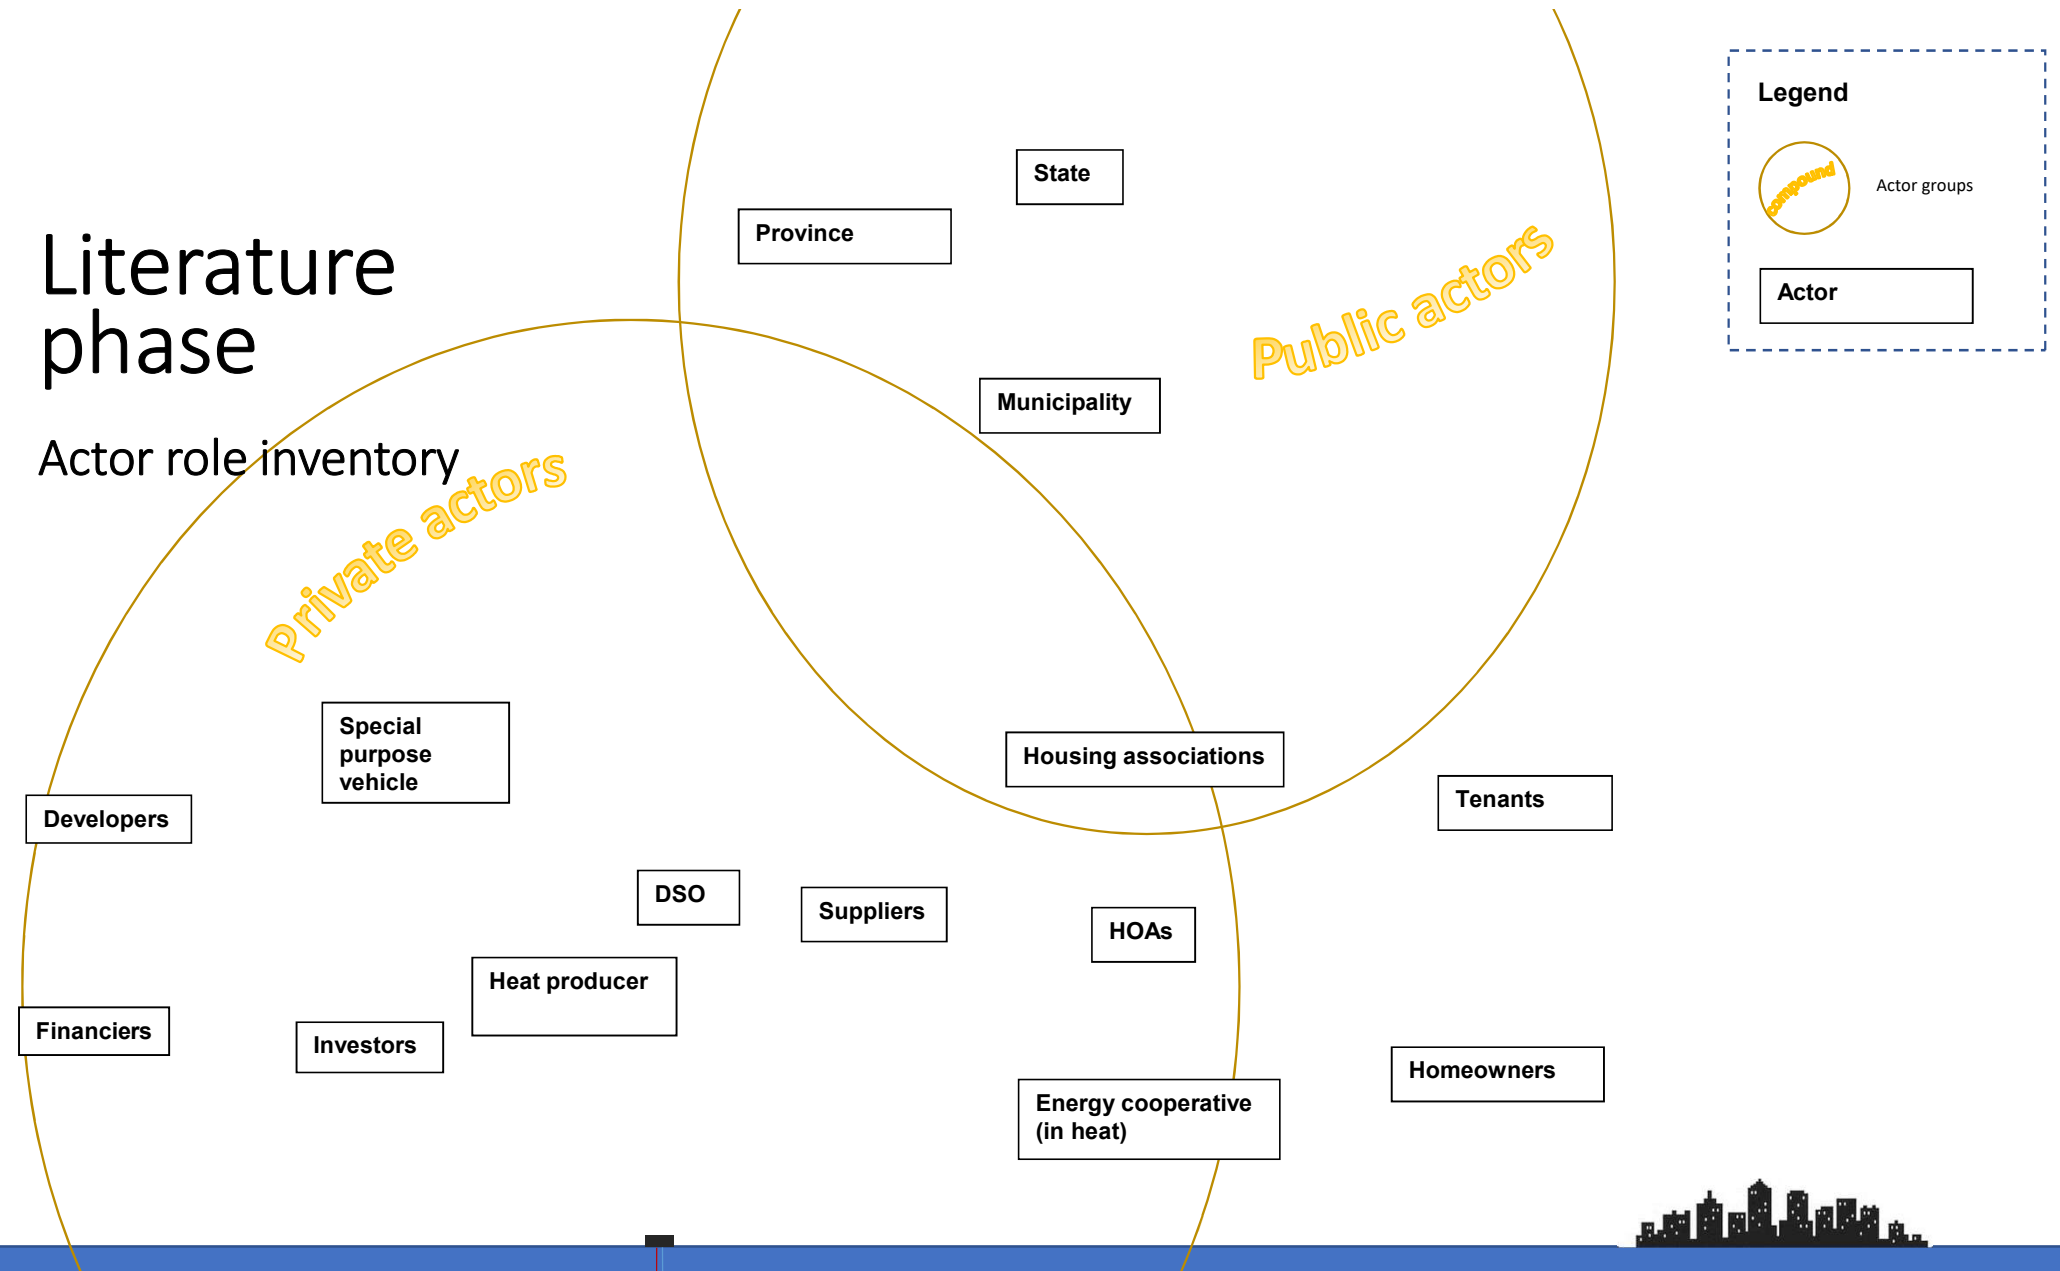 Literature
phase
Actor role inventory
State
Province
Public actors
Municipality
Private actors
Special
purpose
vehicle
Housing associations
Developers
Tenants
DSO
Suppliers
HOAs
Heat producer
Financiers
Investors
Homeowners
Energy cooperative
(in heat)
Legend
compound
Actor groups
Actor